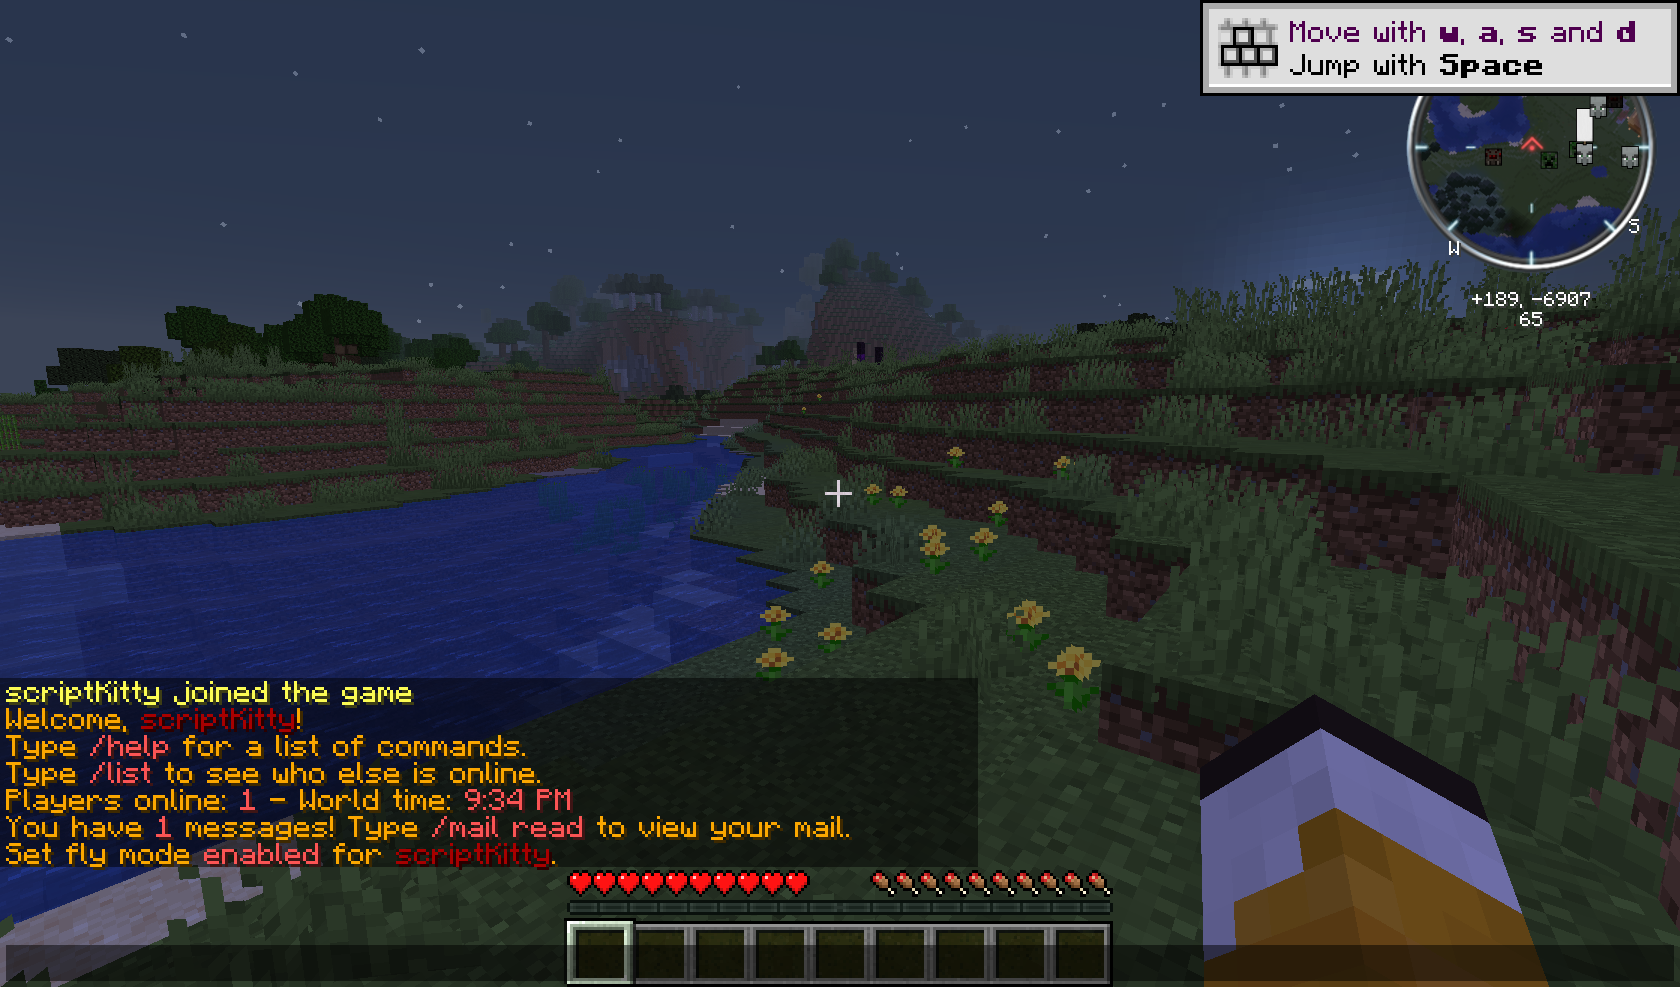 Move with w, a, s and d
Jump with Space
S
W
+189, -6907
65
scriptKitty joined the game
Welcome, scriptKitty!
Type /help for a list of commands.
Type /list to see who else is online.
Players online: 1 - World time: 9:34 PM
You have 1 messages! Type /mail read to view your mail.
Set fly mode enabled for scriptKitty.